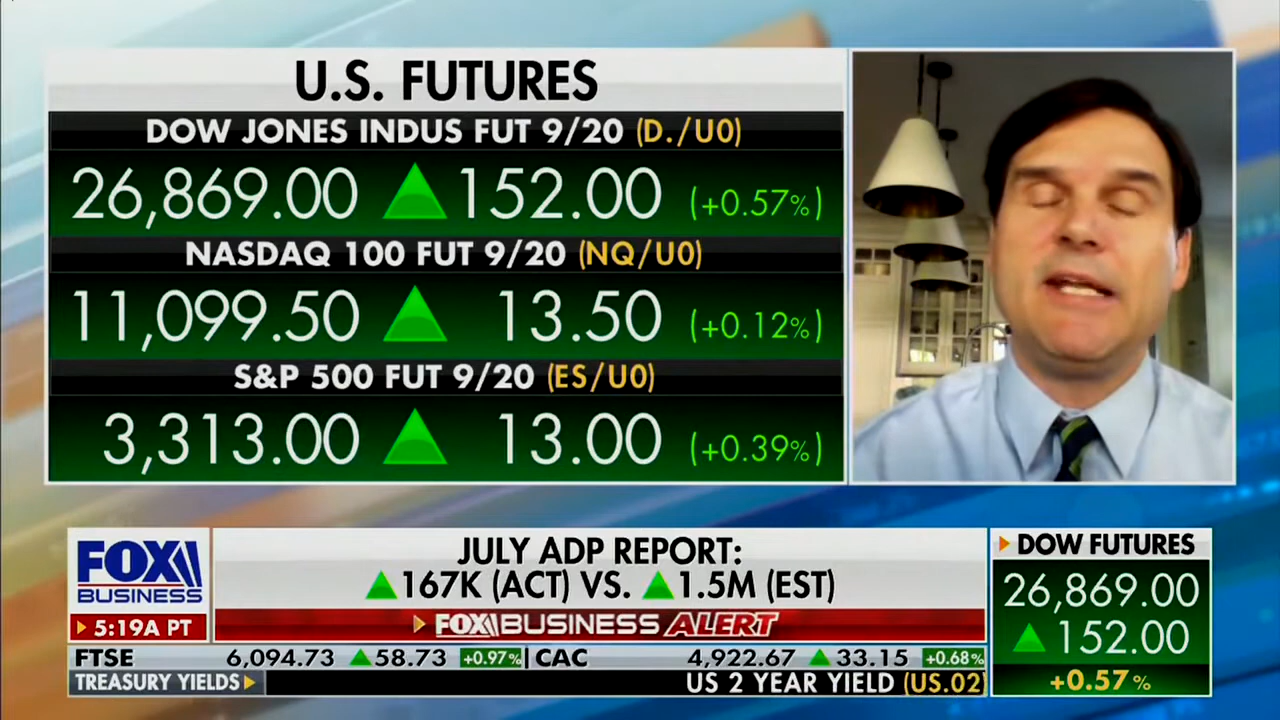 U.S. FUTURES
DOW JONES INDUS FUT 9/20 (D./U0)
26,869.00 ▲ 152.00 (+0.57%)
NASDAQ 100 FUT 9/20 (NQ/U0)
11,099.50 ▲ 13.50 (+0.12%)
S&P 500 FUT 9/20 (ES/U0)
3,313.00 ▲ 13.00 (+0.39%)
FOX
BUSINESS
5:19A PT
JULY ADP REPORT:
▲167K (ACT) VS. ▲1.5M (EST)
FOX BUSINESS ALERT
DOW FUTURES
26,869.00
▲ 152.00
+0.57%
FTSE 6,094.73 ▲58.73 +0.97% CAC 4,922.67 ▲33.15 +0.68%
TREASURY YIELDS US 2 YEAR YIELD (US.02)